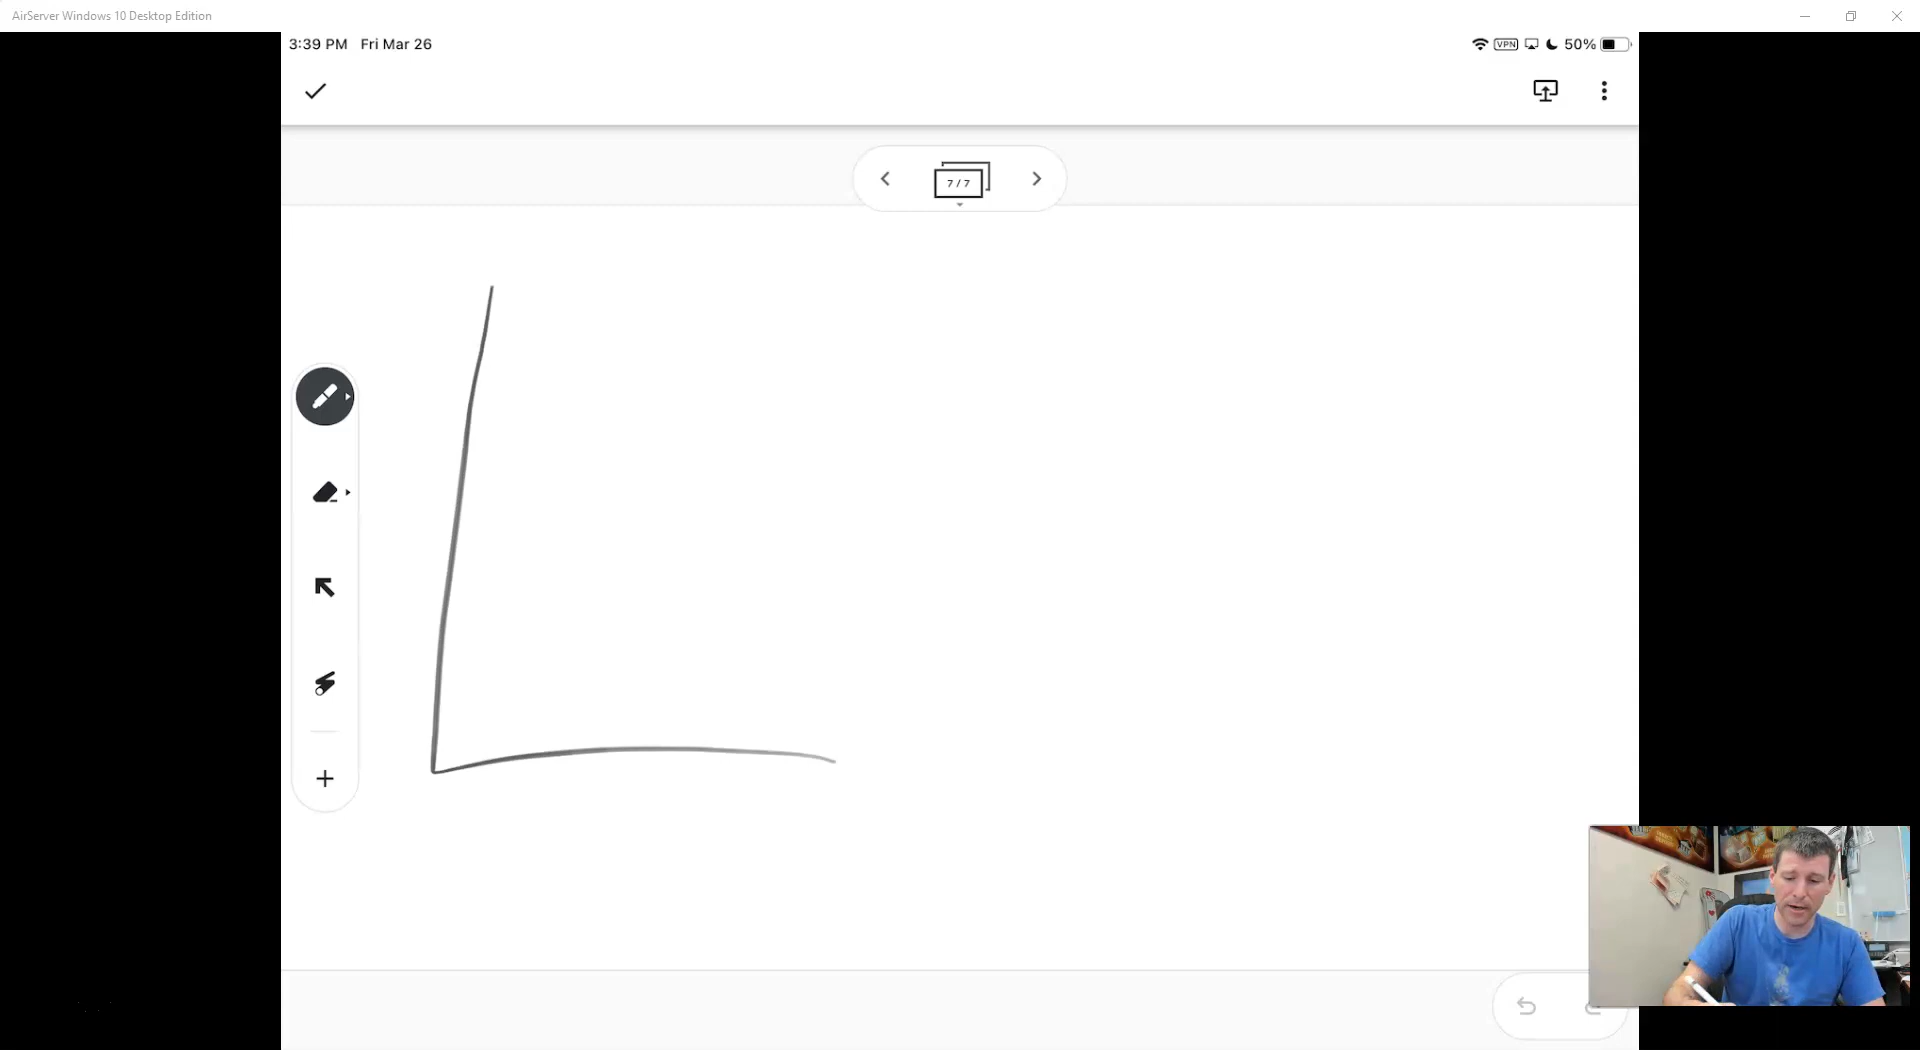 AirServer Windows 10 Desktop Edition
3:39 PM Fri Mar 26
VPN 50%
7 / 7